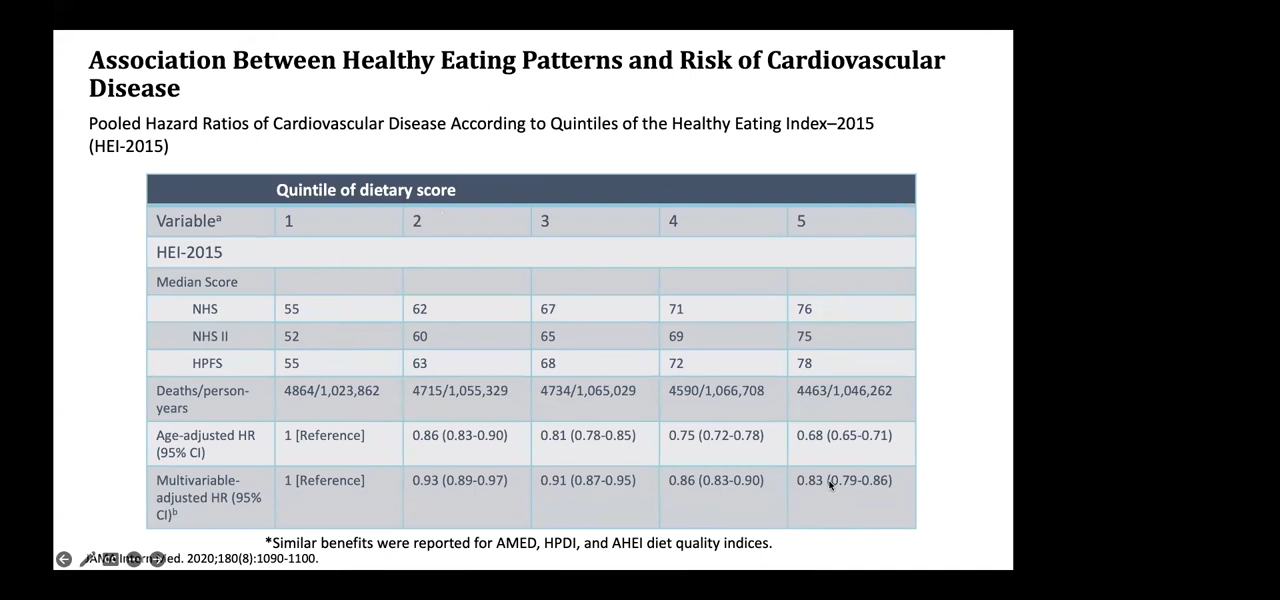 Association Between Healthy Eating Patterns and Risk of Cardiovascular
Disease
Pooled Hazard Ratios of Cardiovascular Disease According to Quintiles of the Healthy Eating Index–2015
(HEI-2015)
Quintile of dietary score
Variableᵃ 1 2 3 4 5
HEI-2015
Median Score
NHS 55 62 67 71 76
NHS II 52 60 65 69 75
HPFS 55 63 68 72 78
Deaths/person- 4864/1,023,862 4715/1,055,329 4734/1,065,029 4590/1,066,708 4463/1,046,262
years
Age-adjusted HR 1 [Reference] 0.86 (0.83-0.90) 0.81 (0.78-0.85) 0.75 (0.72-0.78) 0.68 (0.65-0.71)
(95% CI)
Multivariable- 1 [Reference] 0.93 (0.89-0.97) 0.91 (0.87-0.95) 0.86 (0.83-0.90) 0.83 (0.79-0.86)
adjusted HR (95%
CI)ᵇ
*Similar benefits were reported for AMED, HPDI, and AHEI diet quality indices.
JAMA Intern Med. 2020;180(8):1090-1100.